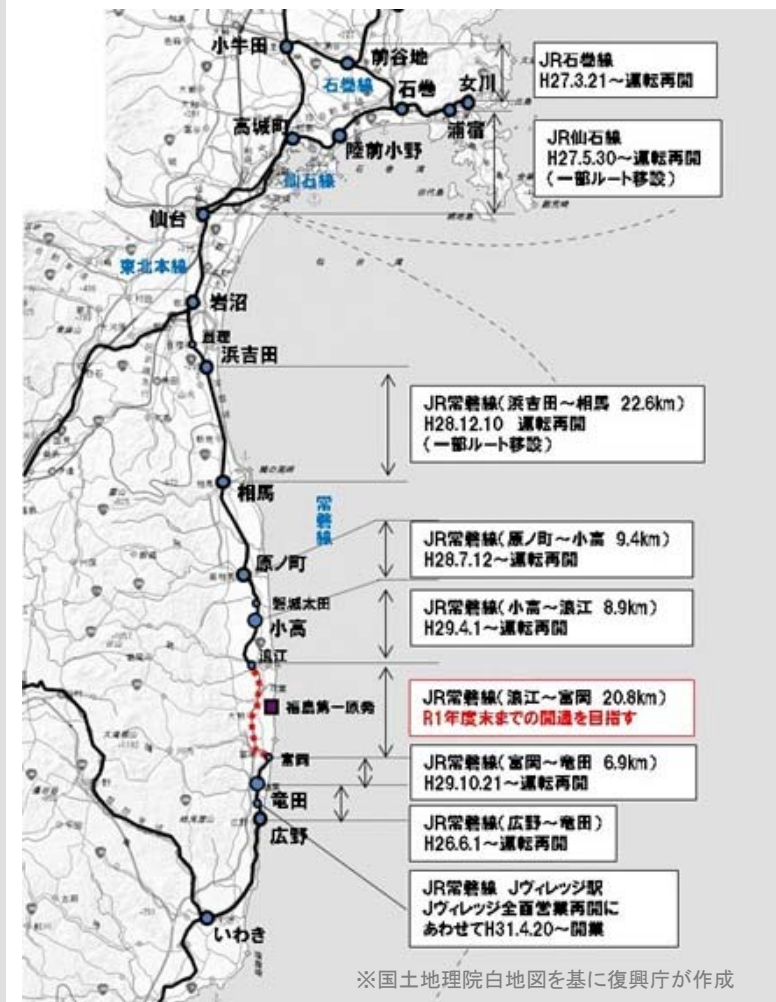 小牛田
前谷地
石巻線
石巻
女川
高城町
陸前小野
浦宿
仙石線
仙台
東北本線
岩沼
亘理
浜吉田
相馬
常磐線
原ノ町
磐城太田
小高
浪江
福島第一原発
富岡
竜田
広野
いわき
JR石巻線
H27.3.21～運転再開
JR仙石線
H27.5.30～運転再開
(一部ルート移設)
JR常磐線(浜吉田～相馬 22.6km)
H28.12.10 運転再開
(一部ルート移設)
JR常磐線(原ノ町～小高 9.4km)
H28.7.12～運転再開
JR常磐線(小高～浪江 8.9km)
H29.4.1～運転再開
JR常磐線(浪江～富岡 20.8km)
R1年度末までの開通を目指す
JR常磐線(富岡～竜田 6.9km)
H29.10.21～運転再開
JR常磐線(広野～竜田)
H26.6.1～運転再開
JR常磐線 Jヴィレッジ駅
Jヴィレッジ全面営業再開に
あわせてH31.4.20～開業
※国土地理院白地図を基に復興庁が作成